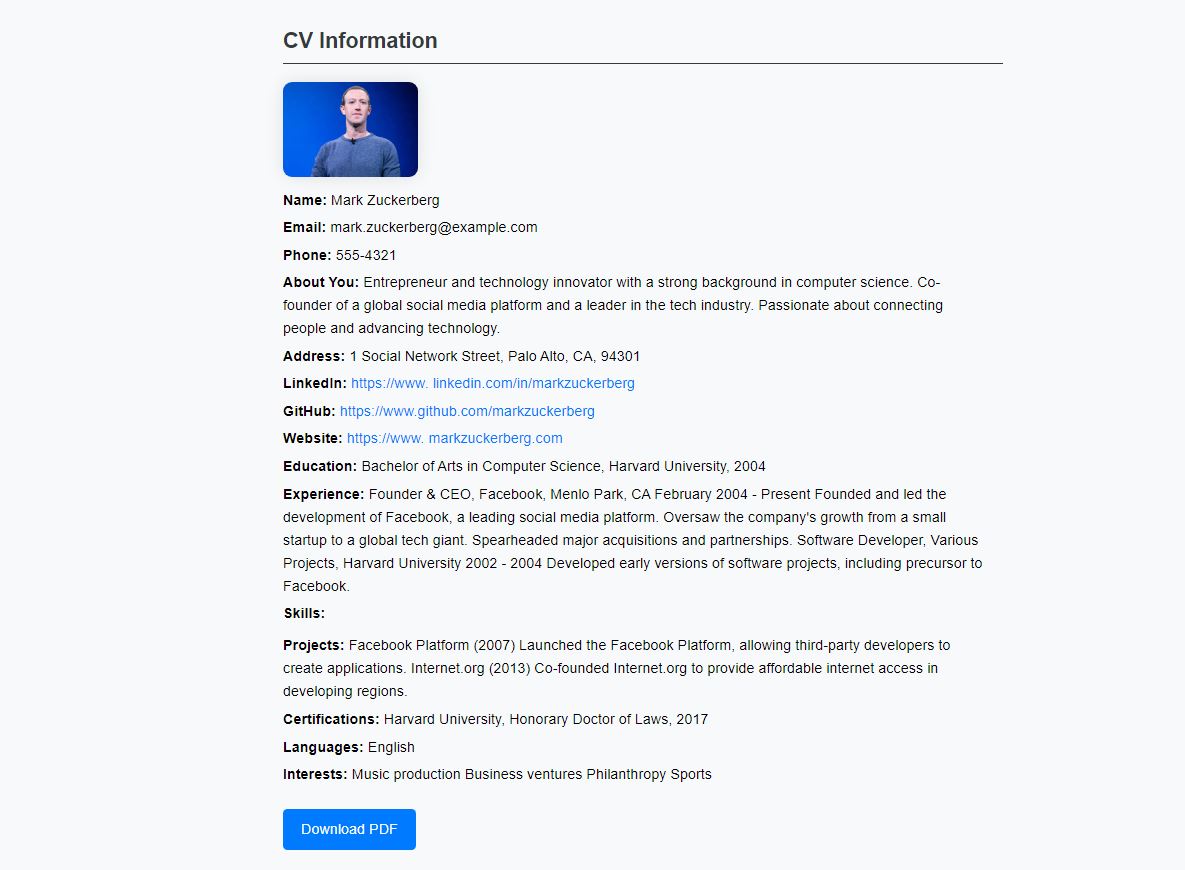 CV Information
Name: Mark Zuckerberg
Email: mark.zuckerberg@example.com
Phone: 555-4321
About You: Entrepreneur and technology innovator with a strong background in computer science. Co-
founder of a global social media platform and a leader in the tech industry. Passionate about connecting
people and advancing technology.
Address: 1 Social Network Street, Palo Alto, CA, 94301
LinkedIn: https://www. linkedin.com/in/markzuckerberg
GitHub: https://www.github.com/markzuckerberg
Website: https://www. markzuckerberg.com
Education: Bachelor of Arts in Computer Science, Harvard University, 2004
Experience: Founder & CEO, Facebook, Menlo Park, CA February 2004 - Present Founded and led the
development of Facebook, a leading social media platform. Oversaw the company's growth from a small
startup to a global tech giant. Spearheaded major acquisitions and partnerships. Software Developer, Various
Projects, Harvard University 2002 - 2004 Developed early versions of software projects, including precursor to
Facebook.
Skills:
Projects: Facebook Platform (2007) Launched the Facebook Platform, allowing third-party developers to
create applications. Internet.org (2013) Co-founded Internet.org to provide affordable internet access in
developing regions.
Certifications: Harvard University, Honorary Doctor of Laws, 2017
Languages: English
Interests: Music production Business ventures Philanthropy Sports
Download PDF